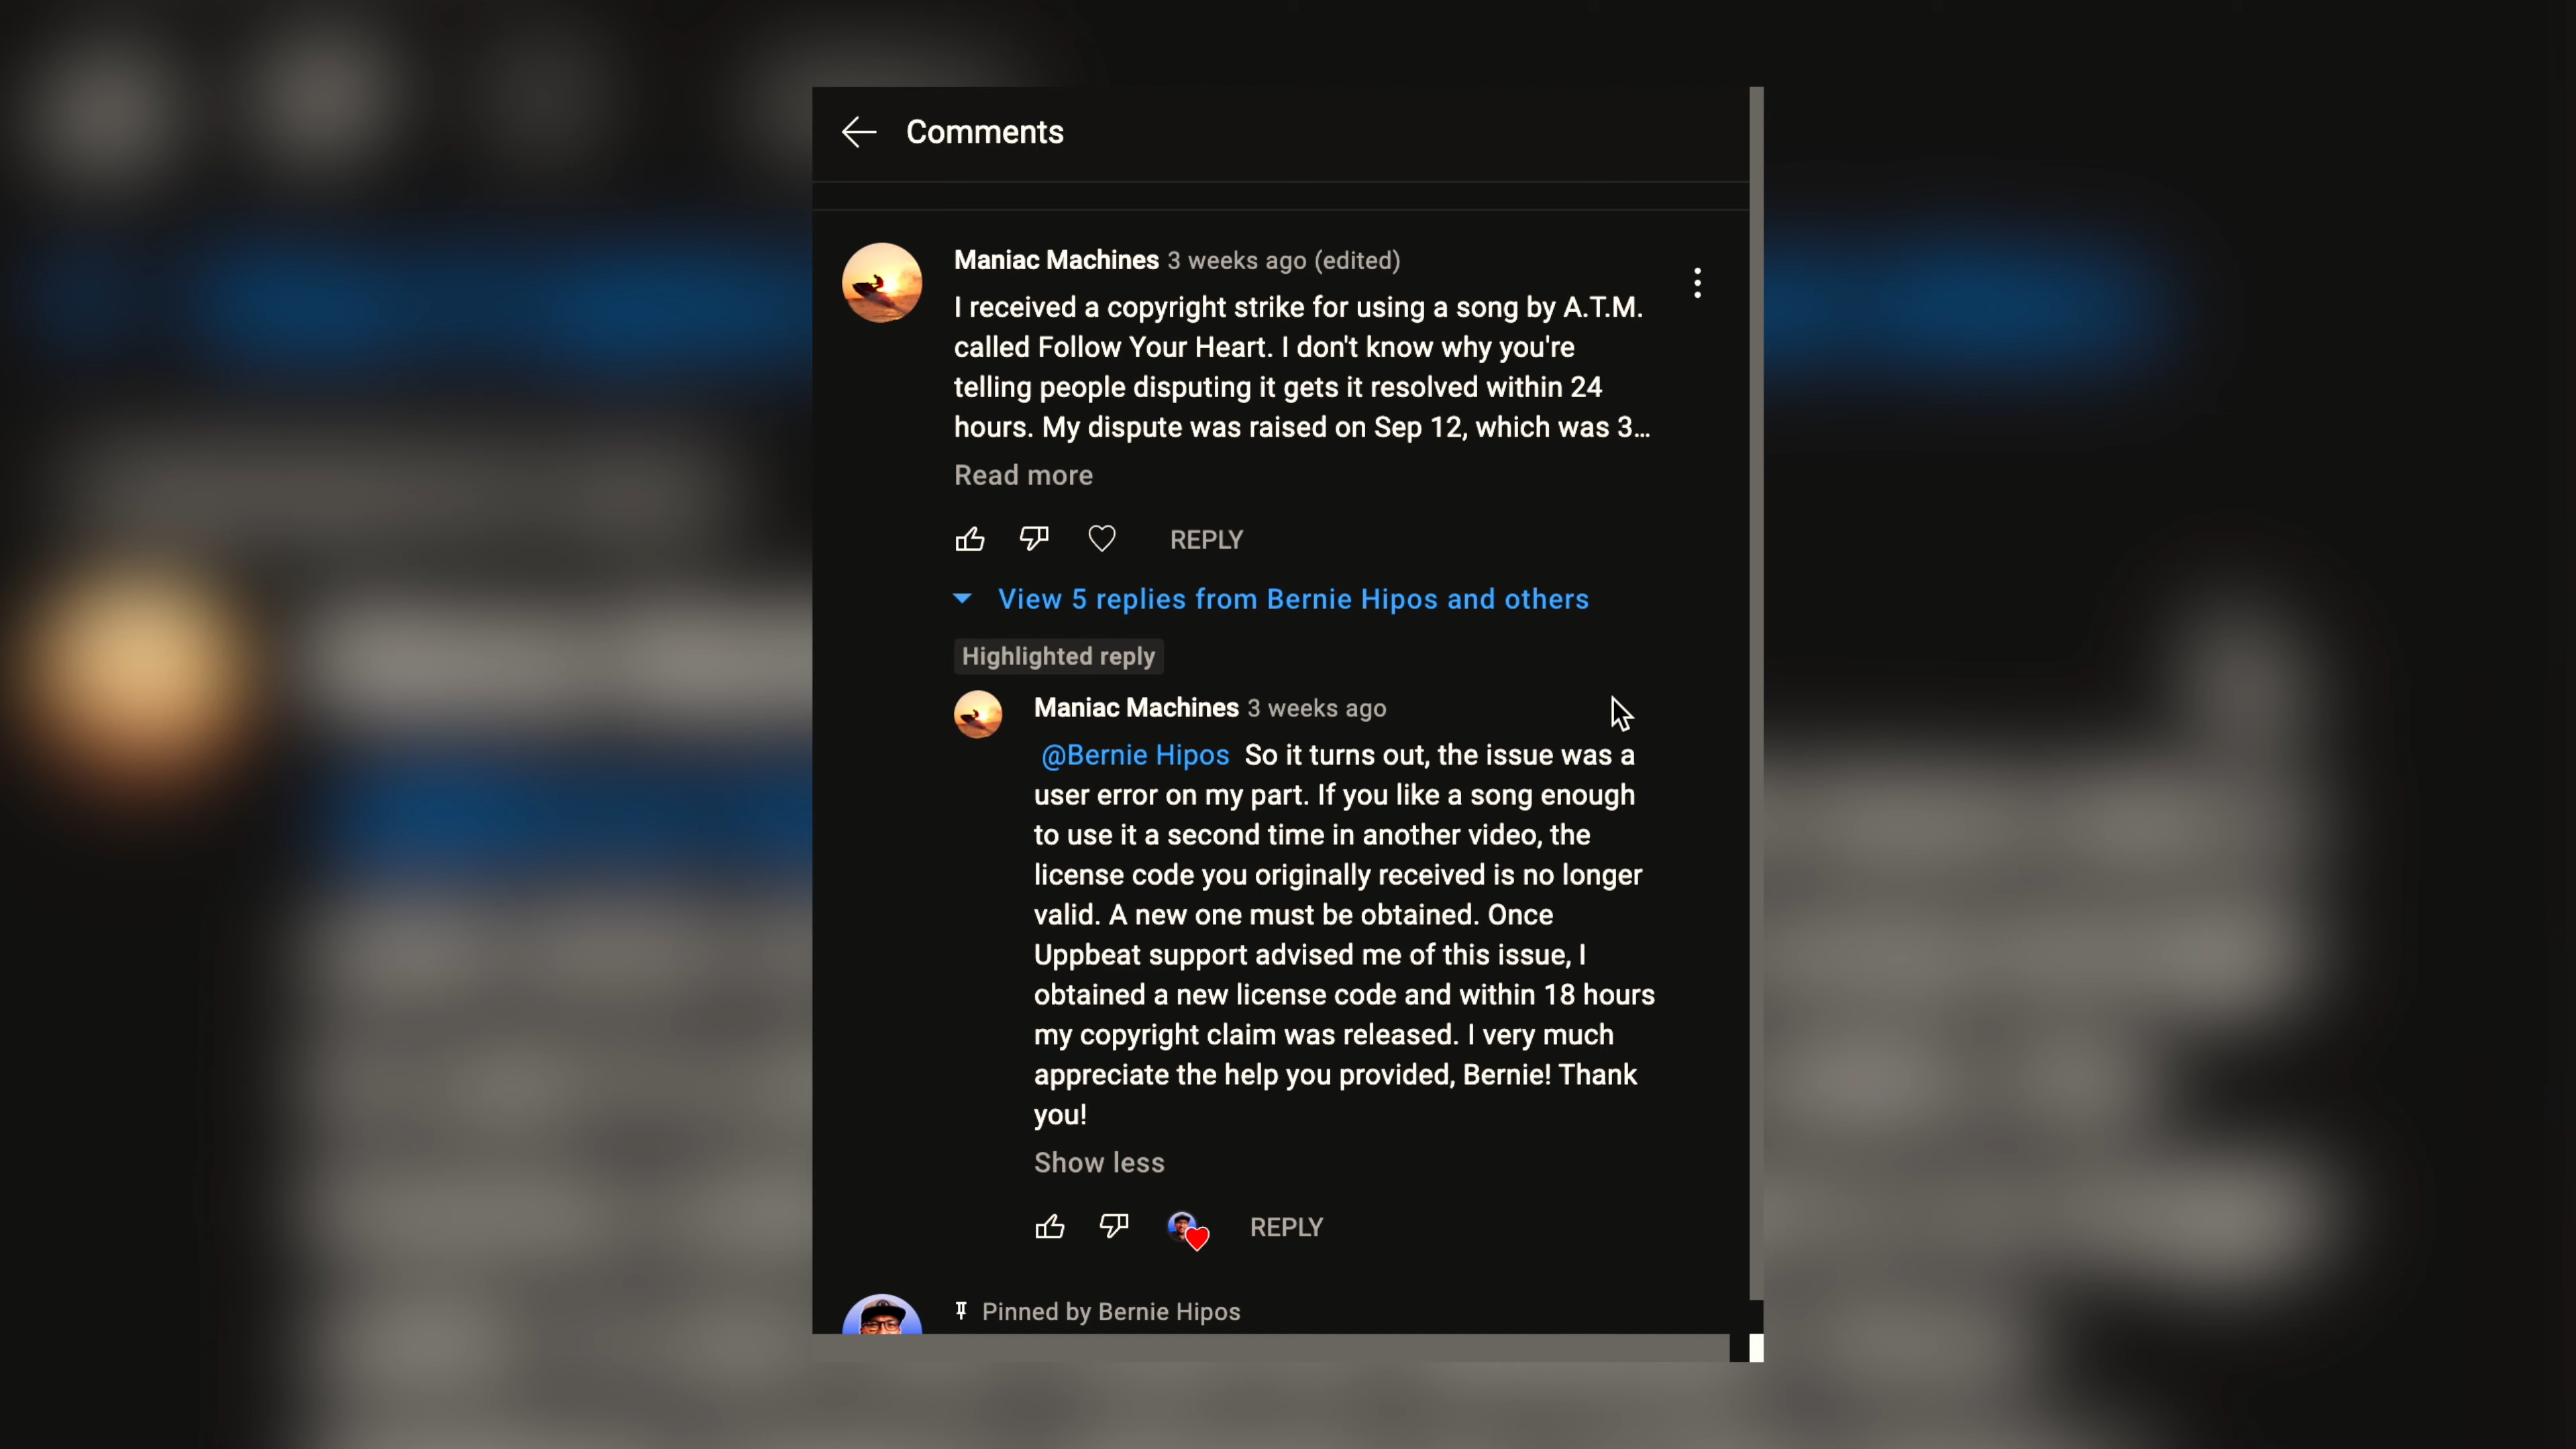 Comments
Maniac Machines 3 weeks ago (edited)
I received a copyright strike for using a song by A.T.M.
called Follow Your Heart. I don't know why you're
telling people disputing it gets it resolved within 24
hours. My dispute was raised on Sep 12, which was 3...
Read more
REPLY
View 5 replies from Bernie Hipos and others
Highlighted reply
Maniac Machines 3 weeks ago
@Bernie Hipos So it turns out, the issue was a
user error on my part. If you like a song enough
to use it a second time in another video, the
license code you originally received is no longer
valid. A new one must be obtained. Once
Uppbeat support advised me of this issue, I
obtained a new license code and within 18 hours
my copyright claim was released. I very much
appreciate the help you provided, Bernie! Thank
you!
Show less
REPLY
Pinned by Bernie Hipos